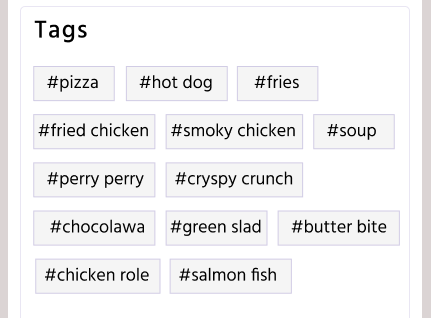 Tags
#pizza #hot dog #fries
#fried chicken #smoky chicken #soup
#perry perry #cryspy crunch
#chocolawa #green slad #butter bite
#chicken role #salmon fish